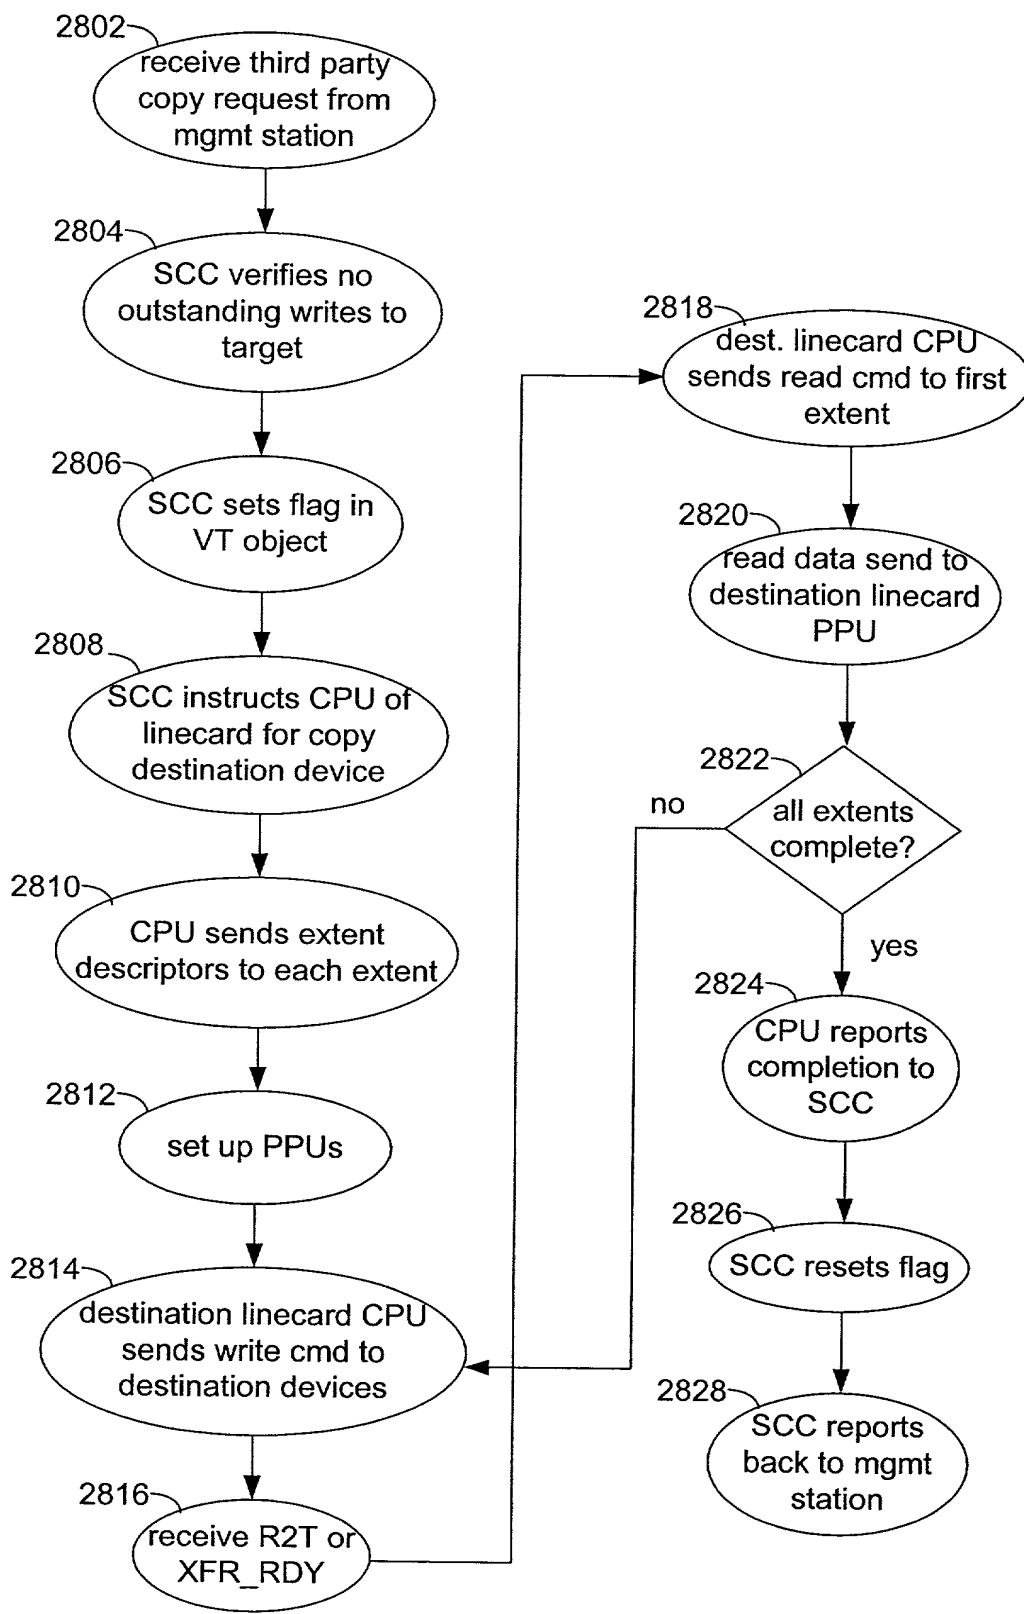 2802
receive third party
copy request from
mgmt station
2804
SCC verifies no
outstanding writes to
target
2806
SCC sets flag in
VT object
2808
SCC instructs CPU of
linecard for copy
destination device
2810
CPU sends extent
descriptors to each extent
2812
set up PPUs
2814
destination linecard CPU
sends write cmd to
destination devices
2816
receive R2T or
XFR_RDY
2818
dest. linecard CPU
sends read cmd to first
extent
2820
read data send to
destination linecard
PPU
2822
all extents
complete?
no
yes
2824
CPU reports
completion to
SCC
2826
SCC resets flag
2828
SCC reports
back to mgmt
station